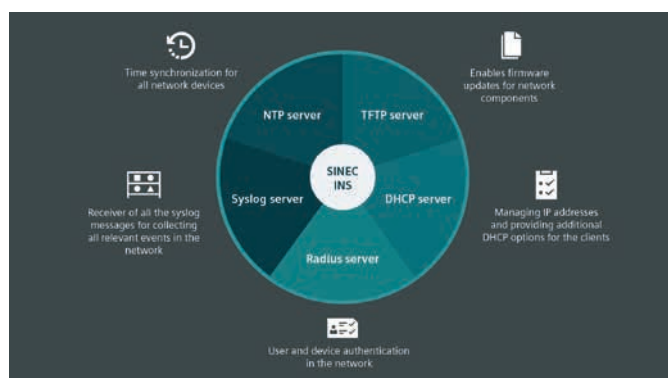 Time synchronization for
all network devices
Enables firmware
updates for network
components
NTP server
TFTP server
SINEC
INS
Syslog server
DHCP server
Radius server
Receiver of all the syslog
messages for collecting
all relevant events in the
network
Managing IP addresses
and providing additional
DHCP options for the clients
User and device authentication
in the network